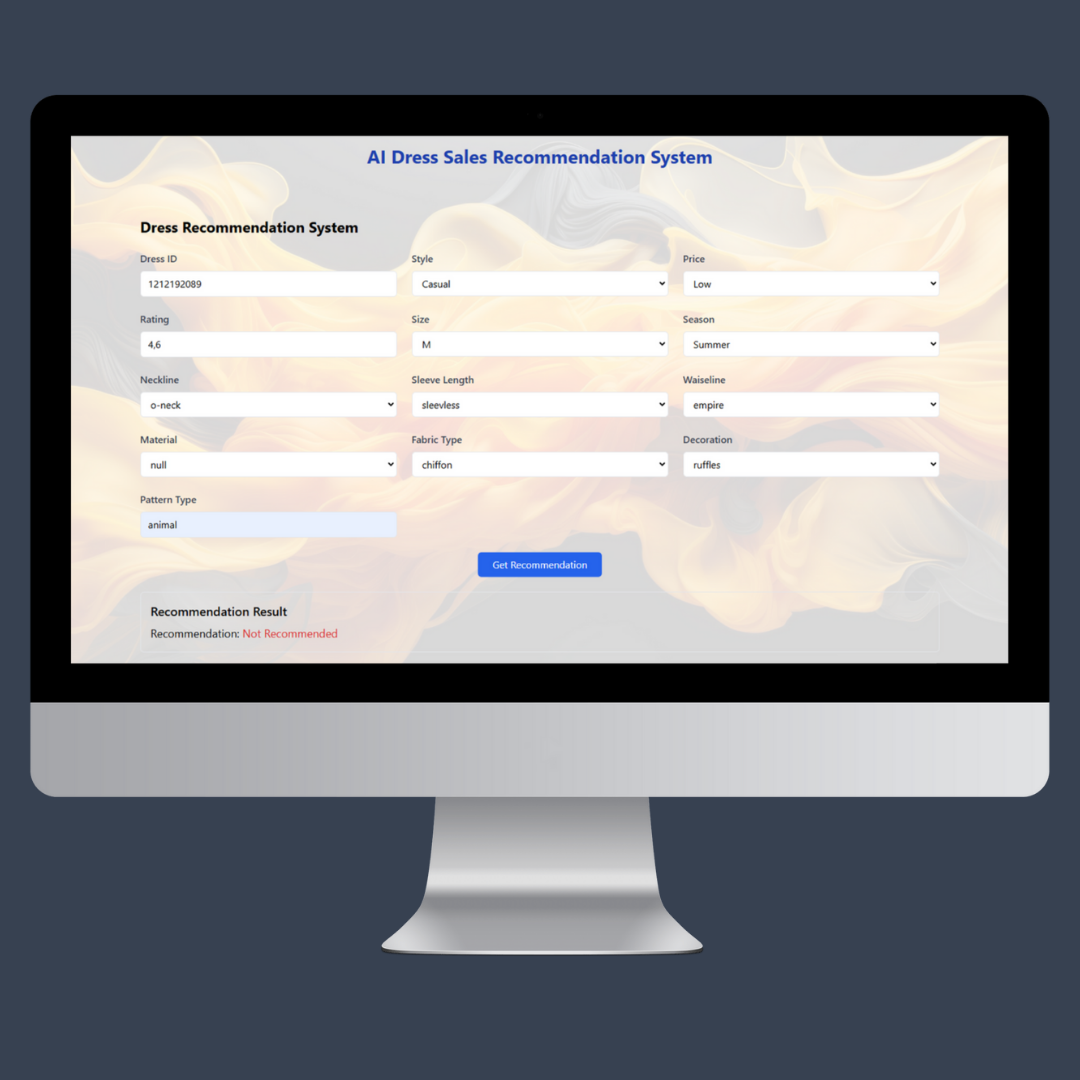 AI Dress Sales Recommendation System
Dress Recommendation System
Dress ID Style Price
1212192089 Casual Low
Rating Size Season
4,6 M Summer
Neckline Sleeve Length Waiseline
o-neck sleevless empire
Material Fabric Type Decoration
null chiffon ruffles
Pattern Type
animal
Get Recommendation
Recommendation Result
Recommendation: Not Recommended